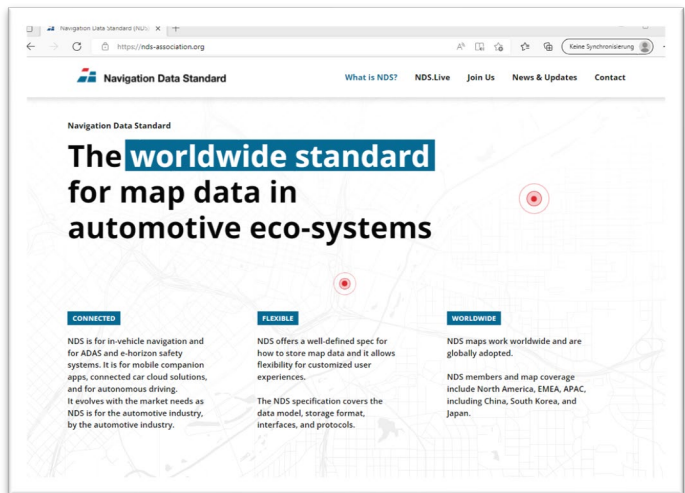 Navigation Data Standard (NDS)
https://nds-association.org
Keine Synchronisierung
Navigation Data Standard
What is NDS?
NDS.Live
Join Us
News & Updates
Contact
Navigation Data Standard
The worldwide standard
for map data in
automotive eco-systems
CONNECTED
NDS is for in-vehicle navigation and
for ADAS and e-horizon safety
systems. It is for mobile companion
apps, connected car cloud solutions,
and for autonomous driving.
It evolves with the market needs as
NDS is for the automotive industry,
by the automotive industry.
FLEXIBLE
NDS offers a well-defined spec for
how to store map data and it allows
flexibility for customized user
experiences.
The NDS specification covers the
data model, storage format,
interfaces, and protocols.
WORLDWIDE
NDS maps work worldwide and are
globally adopted.
NDS members and map coverage
include North America, EMEA, APAC,
including China, South Korea, and
Japan.